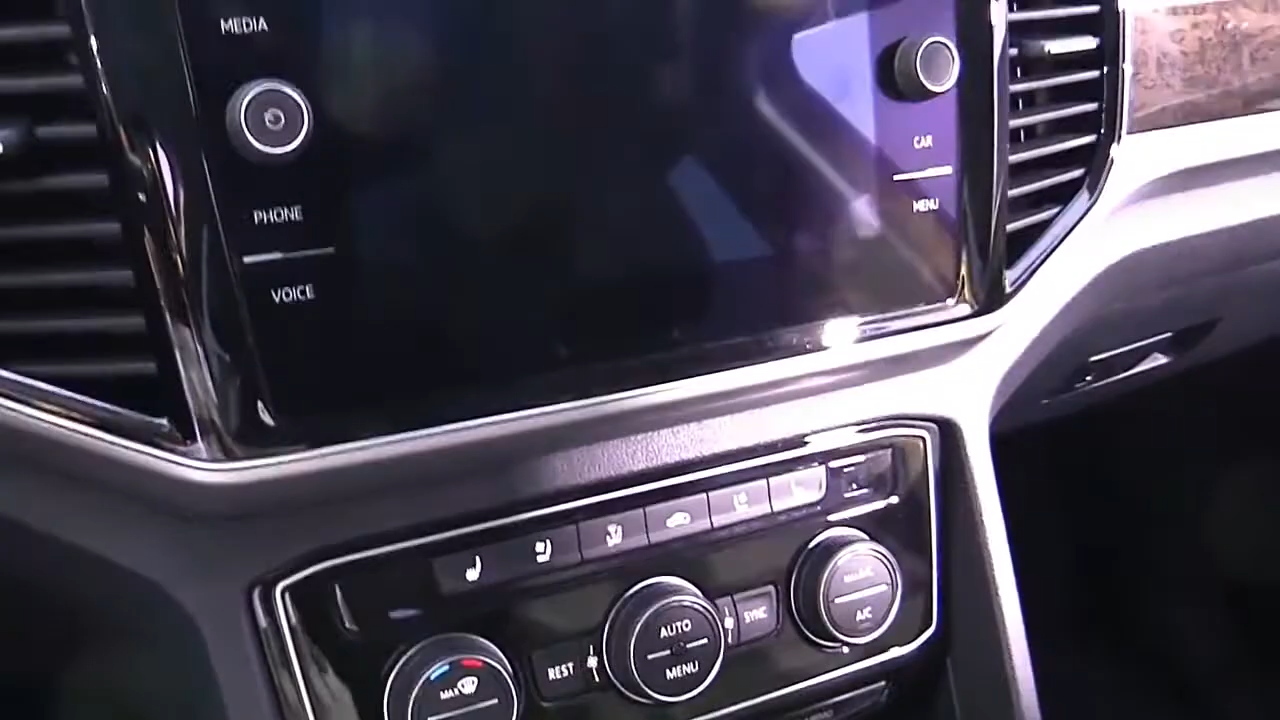 MEDIA
PHONE
VOICE
CAR
MENU
REST
AUTO
MENU
SYNC
A/C
MAX